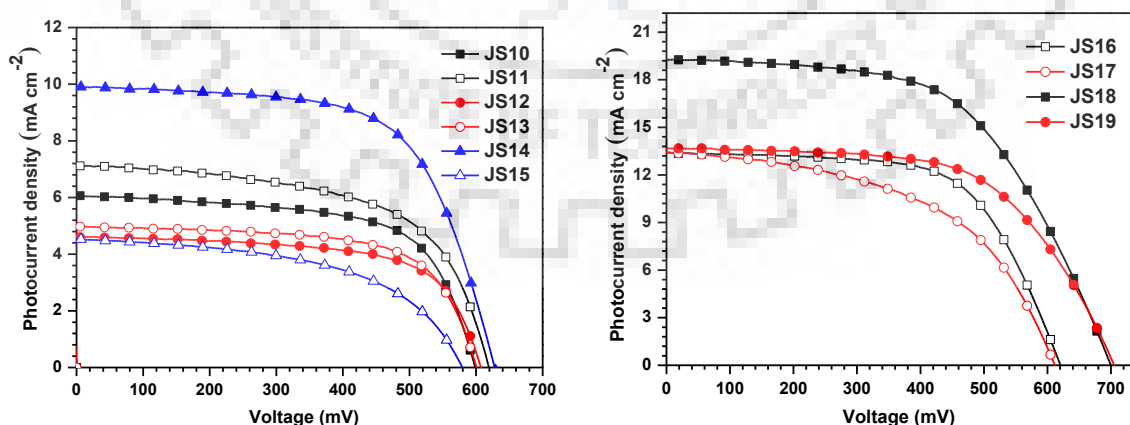 12
10
8
6
4
2
0
Photocurrent density (mA cm-2)
JS10
JS11
JS12
JS13
JS14
JS15
0 100 200 300 400 500 600 700
Voltage (mV)
21
18
15
12
9
6
3
0
Photocurrent density (mA cm-2)
JS16
JS17
JS18
JS19
0 100 200 300 400 500 600 700
Voltage (mV)